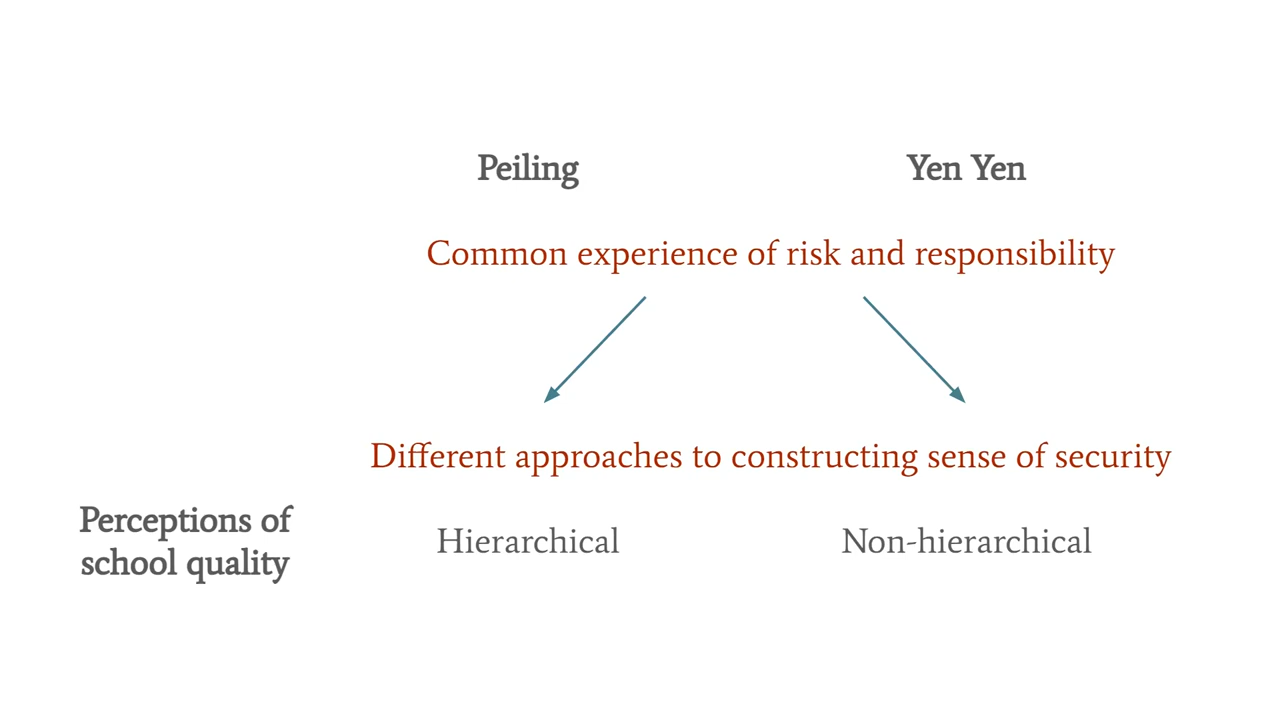 Peiling
Yen Yen
Common experience of risk and responsibility
Different approaches to constructing sense of security
Perceptions of
school quality
Hierarchical
Non-hierarchical